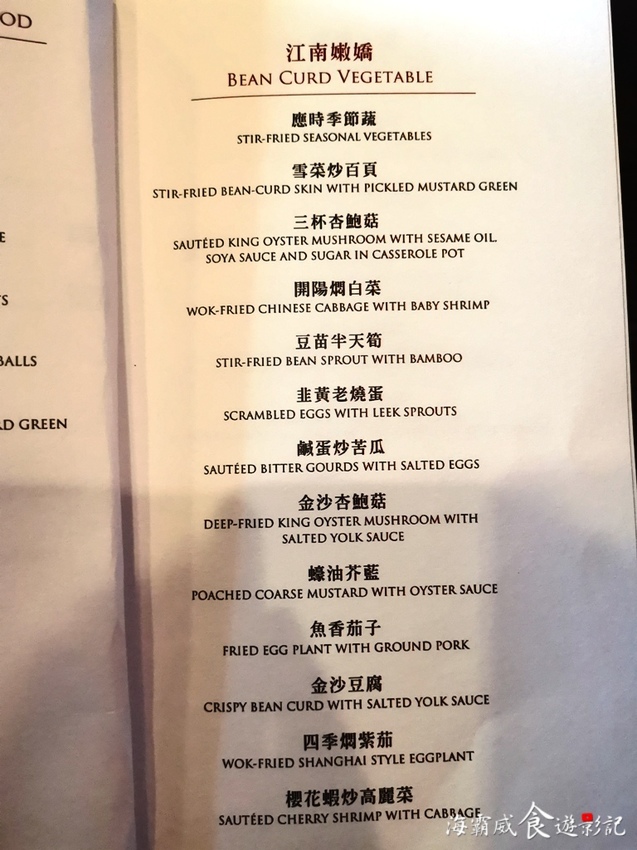 OD
E
S
BALLS
RD GREEN
江南嫩嬌
BEAN CURD VEGETABLE
應時季節蔬
STIR-FRIED SEASONAL VEGETABLES
雪菜炒百頁
STIR-FRIED BEAN-CURD SKIN WITH PICKLED MUSTARD GREEN
三杯杏鮑菇
SAUTÉED KING OYSTER MUSHROOM WITH SESAME OIL.
SOYA SAUCE AND SUGAR IN CASSEROLE POT
開陽燜白菜
WOK-FRIED CHINESE CABBAGE WITH BABY SHRIMP
豆苗半天筍
STIR-FRIED BEAN SPROUT WITH BAMBOO
韭黃老燒蛋
SCRAMBLED EGGS WITH LEEK SPROUTS
鹹蛋炒苦瓜
SAUTÉED BITTER GOURDS WITH SALTED EGGS
金沙杏鮑菇
DEEP-FRIED KING OYSTER MUSHROOM WITH
SALTED YOLK SAUCE
蠔油芥藍
POACHED COARSE MUSTARD WITH OYSTER SAUCE
魚香茄子
FRIED EGG PLANT WITH GROUND PORK
金沙豆腐
CRISPY BEAN CURD WITH SALTED YOLK SAUCE
四季燜紫茄
WOK-FRIED SHANGHAI STYLE EGGPLANT
櫻花蝦炒高麗菜
SAUTÉED CHERRY SHRIMP WITH CABBAGE
海霸威食遊影記